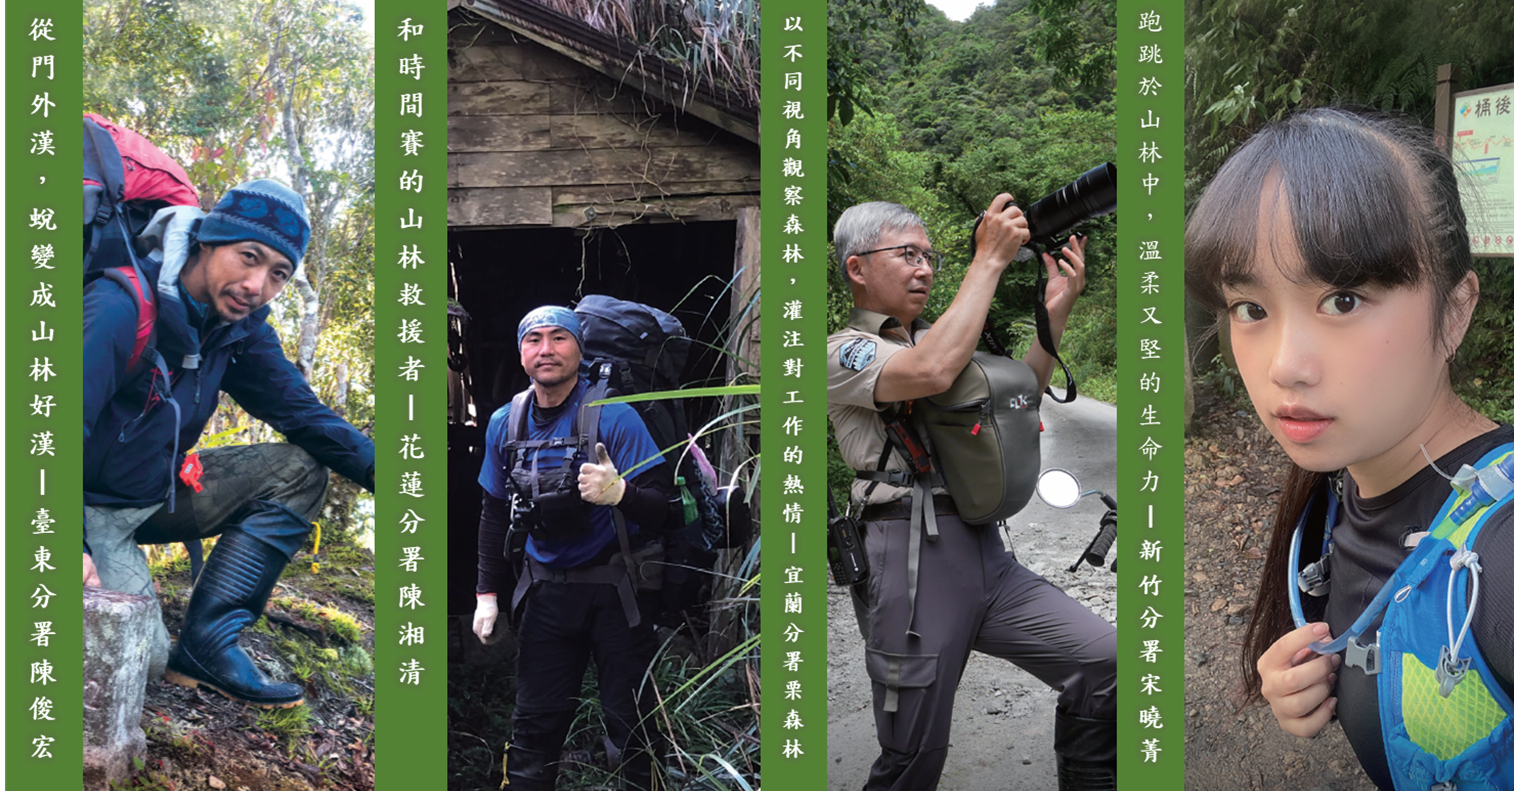 從門外漢，蛻變成山林好漢—臺東分署陳俊宏
和時間賽的山林救援者—花蓮分署陳湘清
以不同視角觀察森林，灌注對工作的熱情—宜蘭分署栗森林
跑跳於山林中，溫柔又堅的生命力—新竹分署宋曉菁
桶後